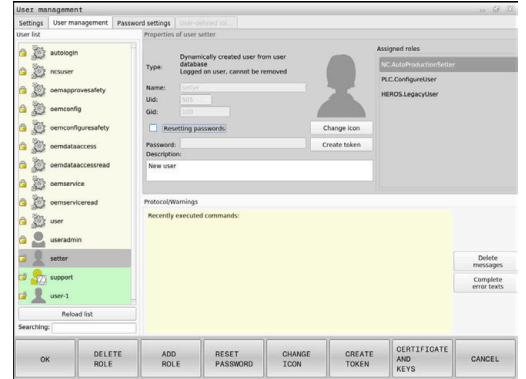 User management
Settings
User management
Password settings
User-defined rol...
User list
autologin
ncsuser
oemapprovesafety
oemconfig
oemconfiguresafety
oemdataaccess
oemdataaccessread
oemservice
oemserviceread
user
useradmin
setter
support
user-1
Reload list
Searching:
Properties of user setter
Type:
Dynamically created user from user
database
Logged on user, cannot be removed
Name:
setter
Uid:
505
Gid:
100
Resetting passwords
Change icon
Password:
Create token
Description:
New user
Assigned roles
NC.AutoProductionSetter
PLC.ConfigureUser
HEROS.LegacyUser
Protocol/Warnings
Recently executed commands:
Delete
messages
Complete
error texts
OK
DELETE
ROLE
ADD
ROLE
RESET
PASSWORD
CHANGE
ICON
CREATE
TOKEN
CERTIFICATE
AND
KEYS
CANCEL